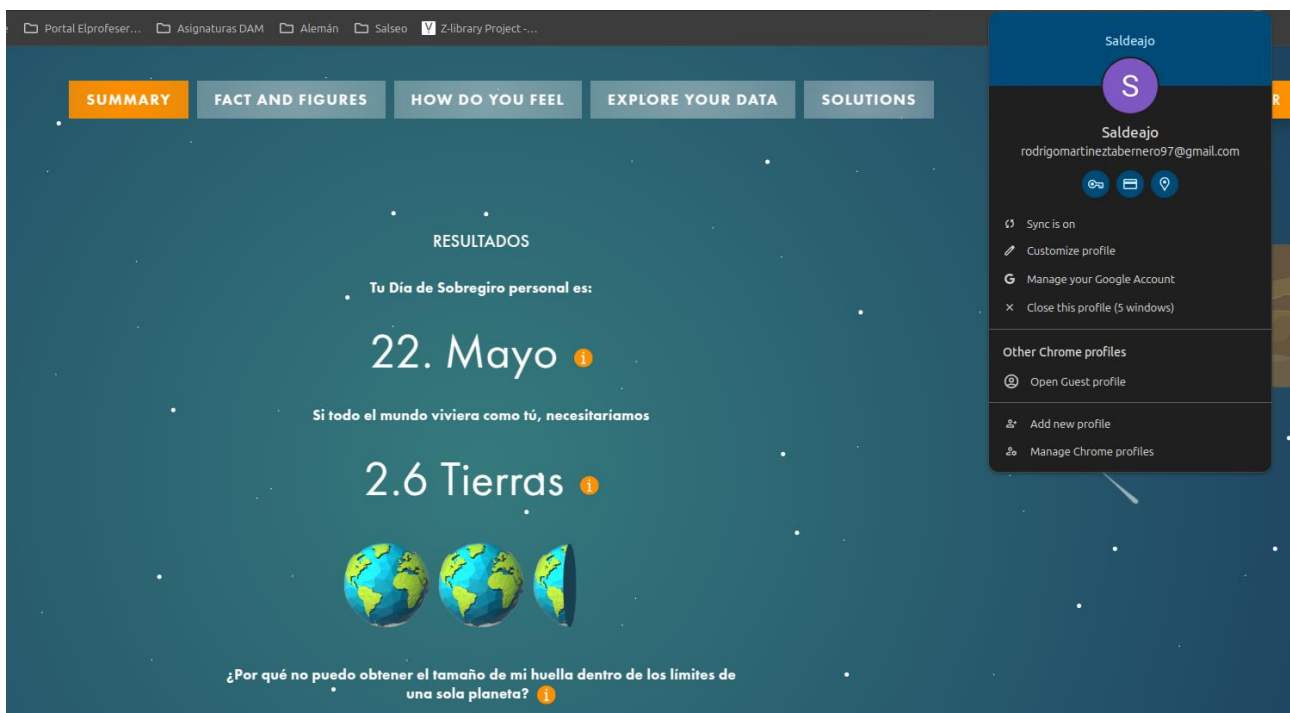 Portal Elprofeser... Asignaturas DAM Alemán Salseo Z-library Project -...
SUMMARY FACT AND FIGURES HOW DO YOU FEEL EXPLORE YOUR DATA SOLUTIONS
RESULTADOS
Tu Día de Sobregiro personal es:
22. Mayo
Si todo el mundo viviera como tú, necesitaríamos
2.6 Tierras
¿Por qué no puedo obtener el tamaño de mi huella dentro de los límites de
una sola planeta?
Saldeajo
S
Saldeajo
rodrigomartineztabernero97@gmail.com
Sync is on
Customize profile
G Manage your Google Account
Close this profile (5 windows)
Other Chrome profiles
Open Guest profile
Add new profile
Manage Chrome profiles